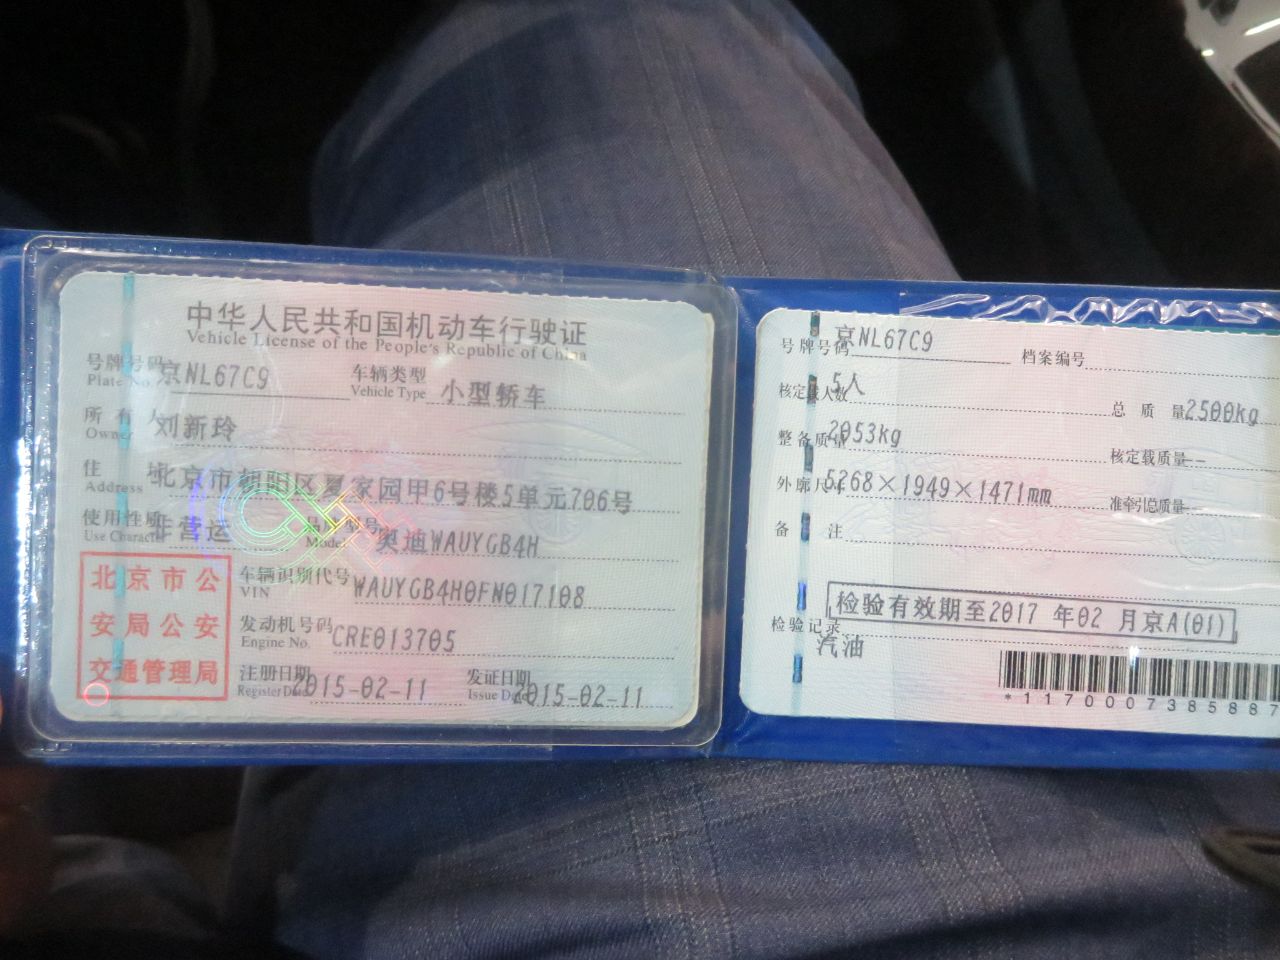 中华人民共和国机动车行驶证
Vehicle License of the People's Republic of China
号牌号码 京NL67C9 车辆类型 小型轿车
Plate No. Vehicle Type
所有人 刘新玲
Owner
住址 北京市朝阳区夏家园甲6号楼5单元706号
Address
使用性质 非营运 品牌型号 奥迪WAUYGB4H
Use Character Model
北京市公
安局公安
交通管理局
车辆识别代号 WAUYGB4H0FN017108
VIN
发动机号码 CRE013705
Engine No.
注册日期 2015-02-11 发证日期 2015-02-11
Register Date Issue Date
号牌号码 京NL67C9 档案编号
核定载人数 5人 总质量 2500kg
整备质量 2053kg 核定载质量 --
外廓尺寸 5268×1949×1471mm 准牵引总质量 --
备注
检验有效期至2017 年02 月京A(01)
检验记录
汽油
*1170007385887